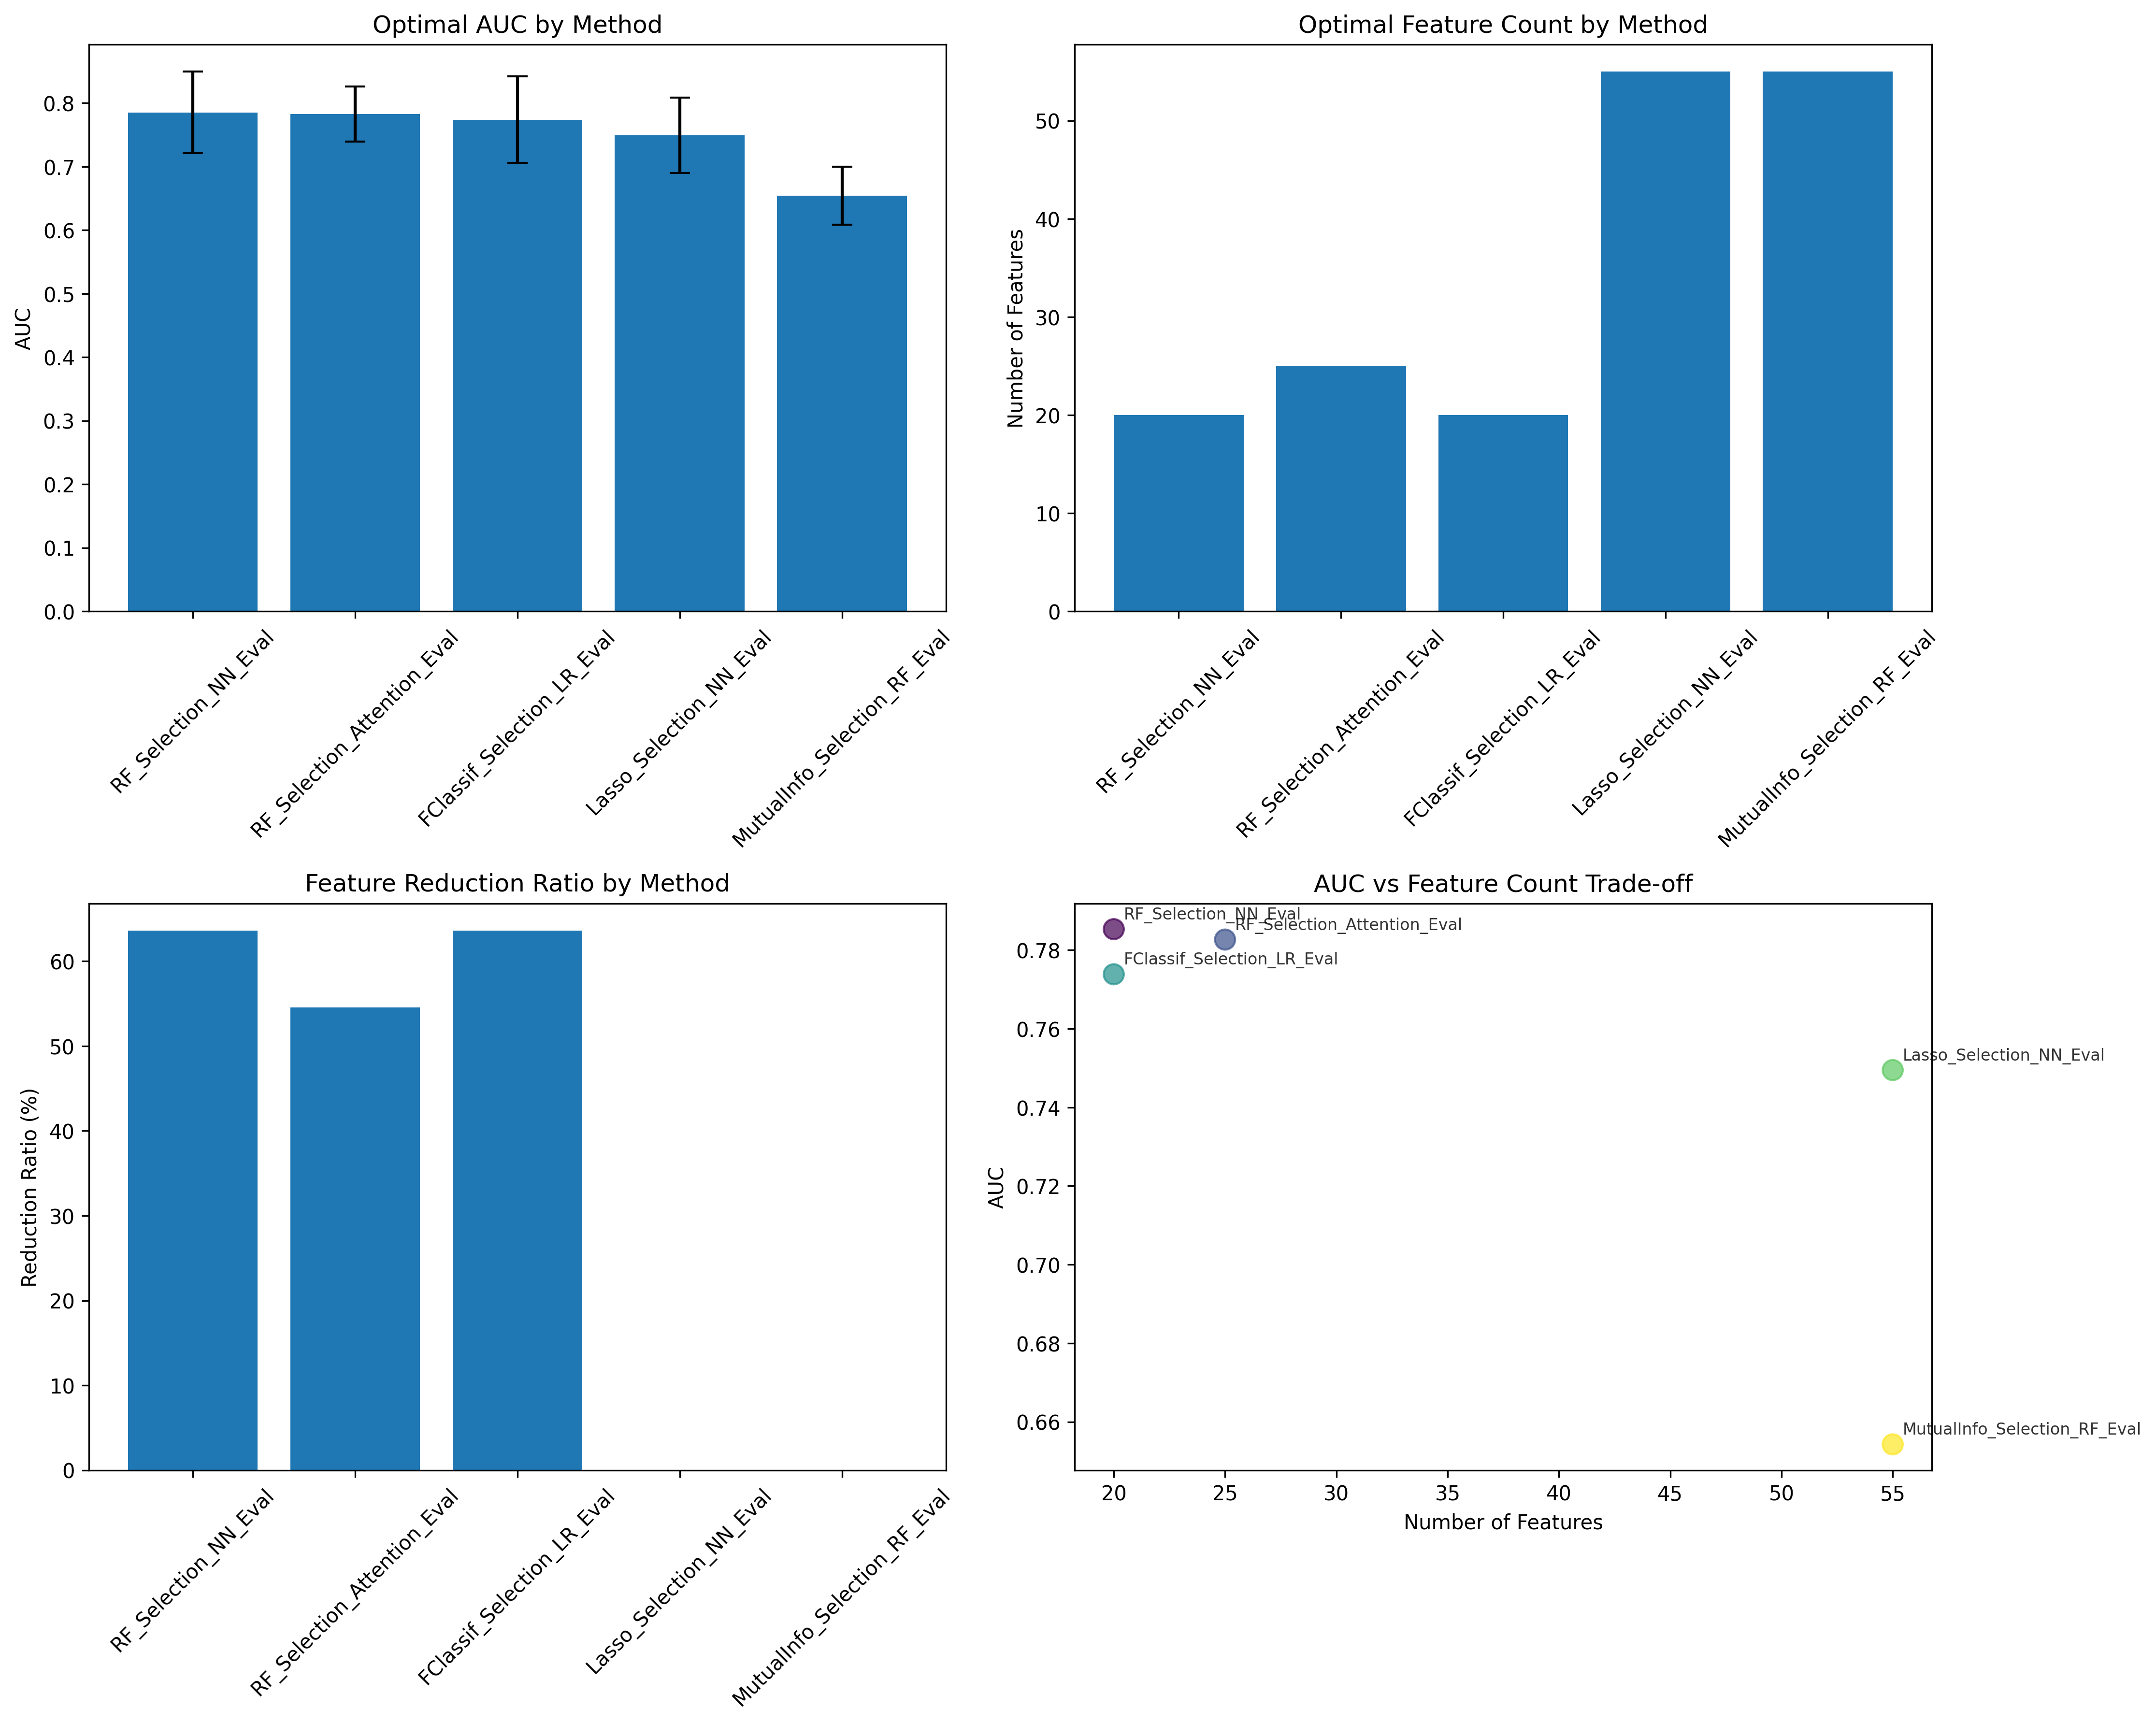 Optimal AUC by Method
AUC
0.8
0.7
0.6
0.5
0.4
0.3
0.2
0.1
0.0
RF_Selection_NN_Eval
RF_Selection_Attention_Eval
FClassif_Selection_LR_Eval
Lasso_Selection_NN_Eval
MutualInfo_Selection_RF_Eval
Optimal Feature Count by Method
Number of Features
50
40
30
20
10
0
RF_Selection_NN_Eval
RF_Selection_Attention_Eval
FClassif_Selection_LR_Eval
Lasso_Selection_NN_Eval
MutualInfo_Selection_RF_Eval
Feature Reduction Ratio by Method
Reduction Ratio (%)
60
50
40
30
20
10
0
RF_Selection_NN_Eval
RF_Selection_Attention_Eval
FClassif_Selection_LR_Eval
Lasso_Selection_NN_Eval
MutualInfo_Selection_RF_Eval
AUC vs Feature Count Trade-off
AUC
0.78
0.76
0.74
0.72
0.70
0.68
0.66
RF_Selection_NN_Eval
RF_Selection_Attention_Eval
FClassif_Selection_LR_Eval
Lasso_Selection_NN_Eval
MutualInfo_Selection_RF_Eval
20 25 30 35 40 45 50 55
Number of Features